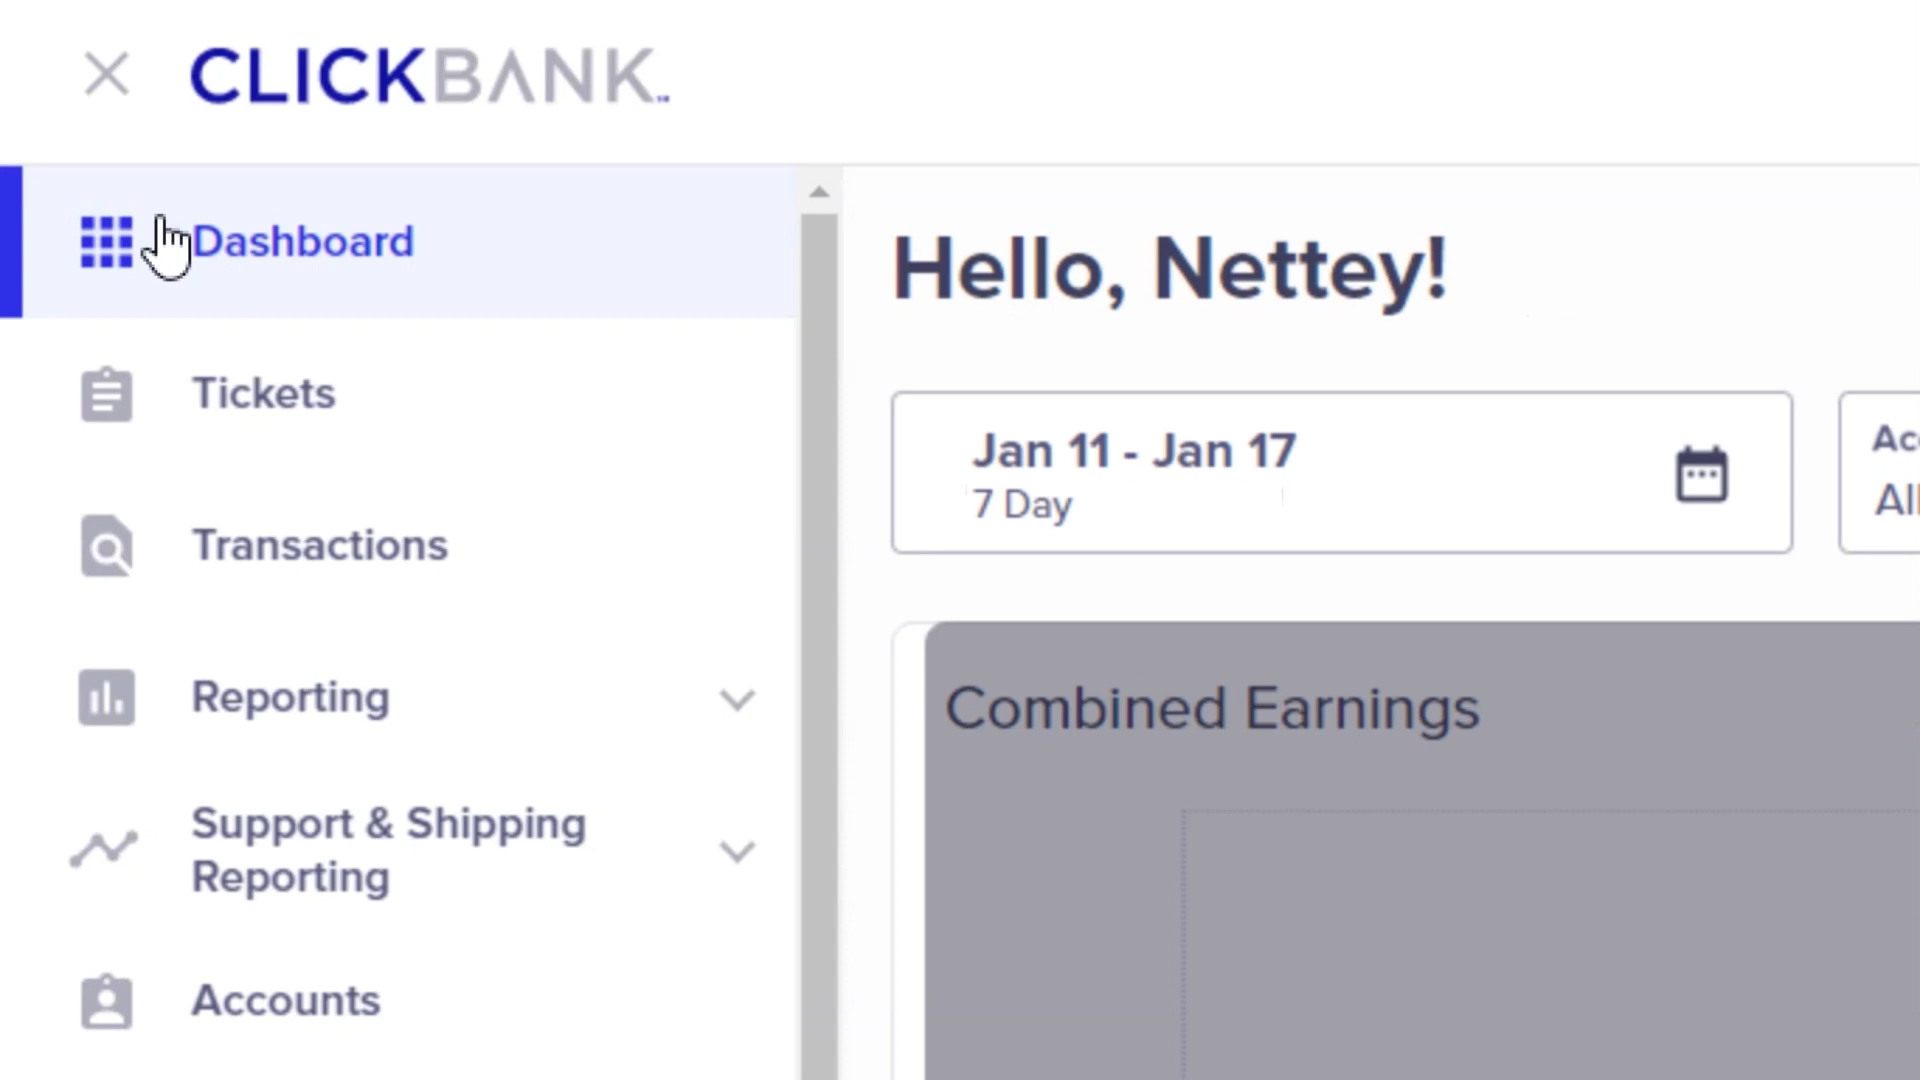 CLICKBANK
Dashboard
Tickets
Transactions
Reporting
Support & Shipping
Reporting
Accounts
Hello, Nettey!
Jan 11 - Jan 17
7 Day
All
Combined Earnings